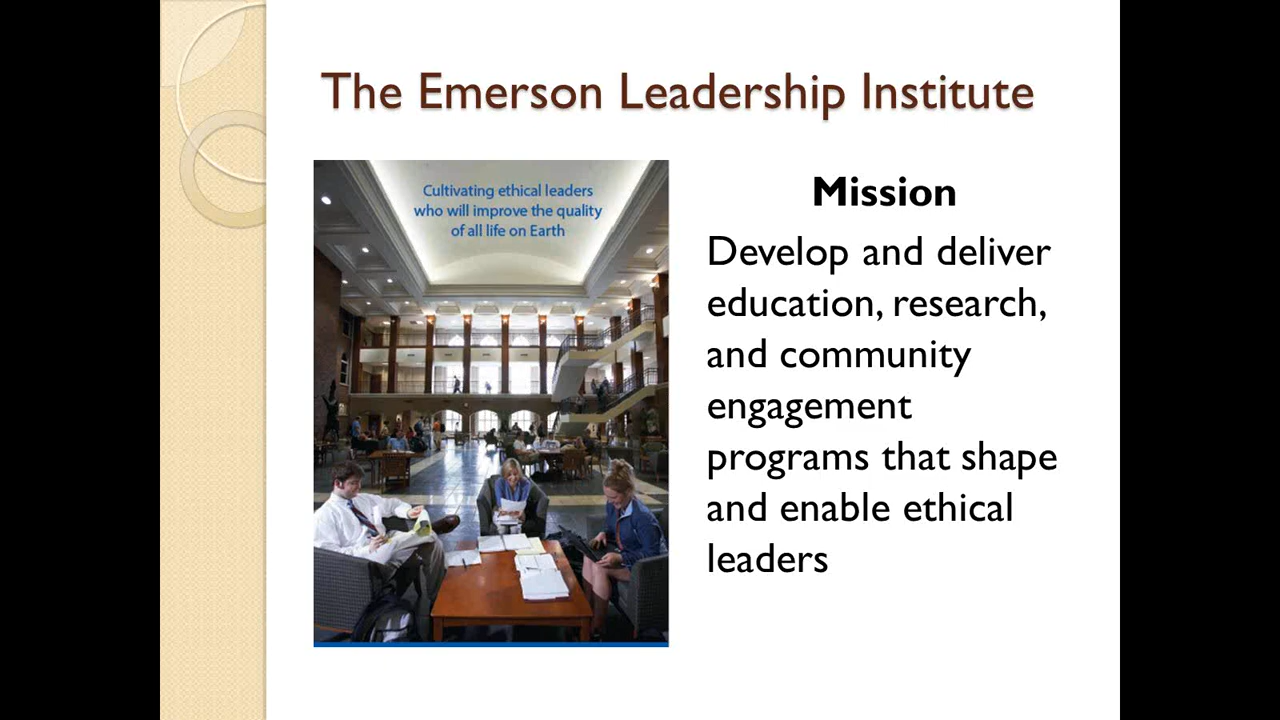 The Emerson Leadership Institute
Cultivating ethical leaders
who will improve the quality
of all life on Earth
Mission
Develop and deliver
education, research,
and community
engagement
programs that shape
and enable ethical
leaders